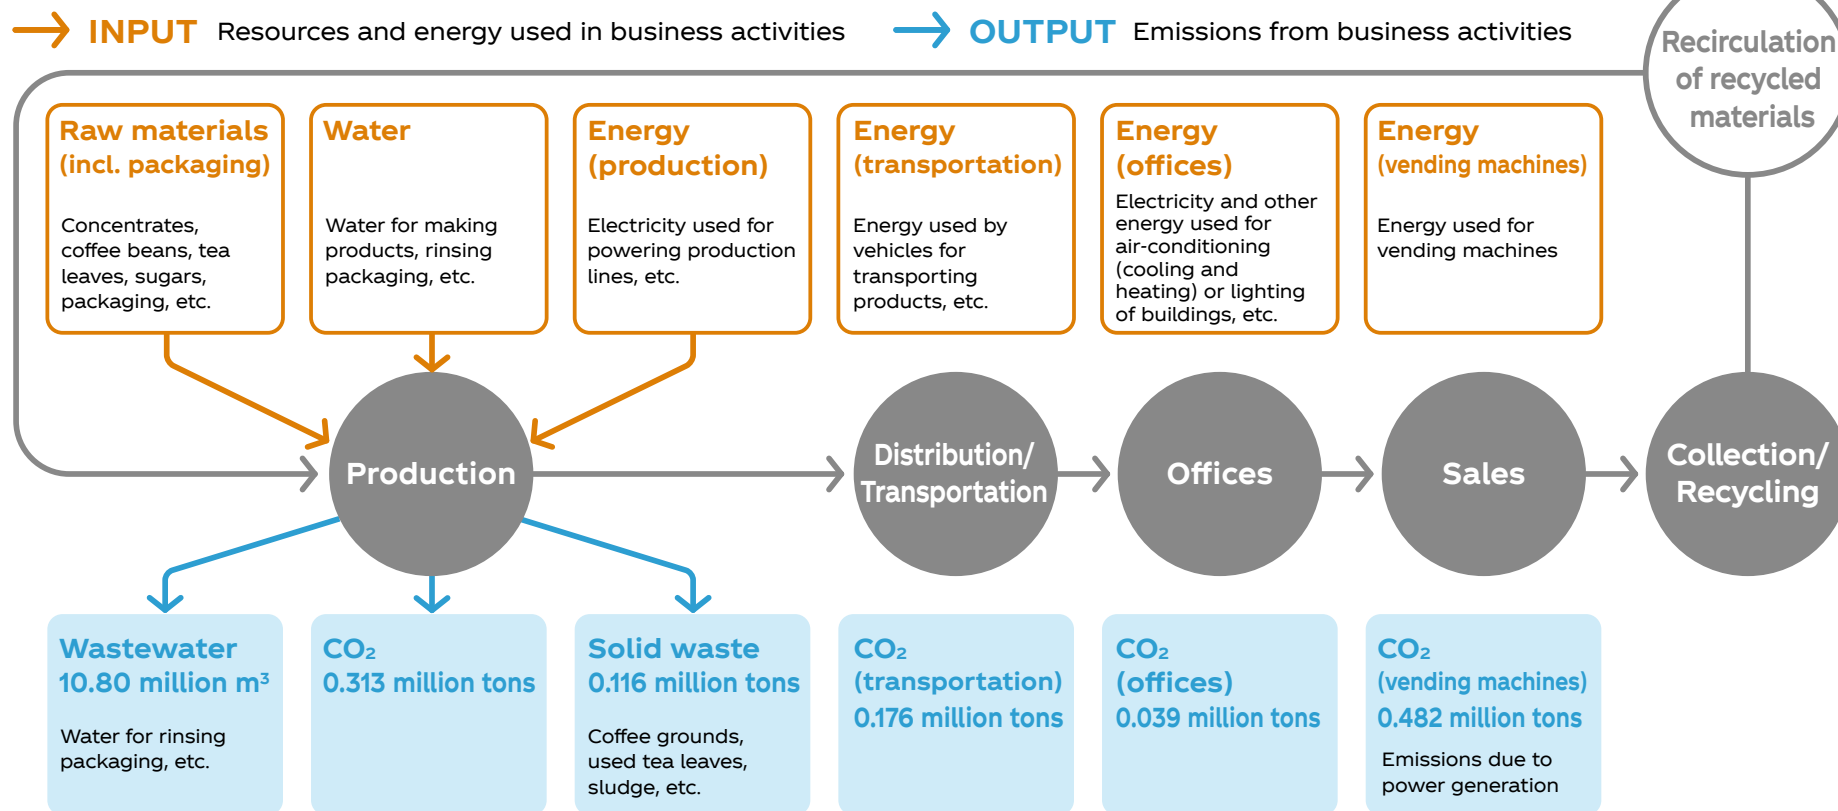 INPUT Resources and energy used in business activities
OUTPUT Emissions from business activities
Recirculation
of recycled
materials
Raw materials
(incl. packaging)
Concentrates,
coffee beans, tea
leaves, sugars,
packaging, etc.
Water
Water for making
products, rinsing
packaging, etc.
Energy
(production)
Electricity used for
powering production
lines, etc.
Energy
(transportation)
Energy used by
vehicles for
transporting
products, etc.
Energy
(offices)
Electricity and other
energy used for
air-conditioning
(cooling and
heating) or lighting
of buildings, etc.
Energy
(vending machines)
Energy used for
vending machines
Production
Distribution/
Transportation
Offices
Sales
Collection/
Recycling
Wastewater
10.80 million m³
Water for rinsing
packaging, etc.
CO₂
0.313 million tons
Solid waste
0.116 million tons
Coffee grounds,
used tea leaves,
sludge, etc.
CO₂
(transportation)
0.176 million tons
CO₂
(offices)
0.039 million tons
CO₂
(vending machines)
0.482 million tons
Emissions due to
power generation